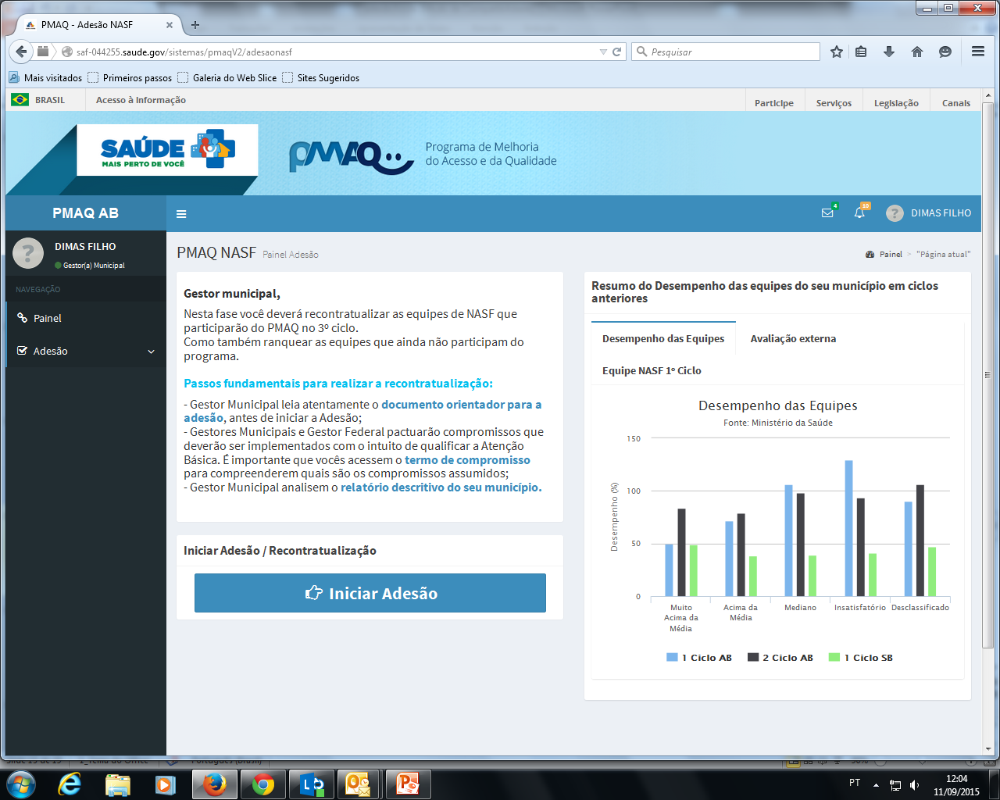 PMAQ - Adesão NASF
saf-044255.saude.gov/sistemas/pmaqV2/adesaonasf
Pesquisar
Mais visitados
Primeiros passos
Galeria do Web Slice
Sites Sugeridos
BRASIL
Acesso à informação
Participe
Serviços
Legislação
Canais
SAÚDE
MAIS PERTO DE VOCÊ
PMAQ
Programa de Melhoria
do Acesso e da Qualidade
PMAQ AB
4
10
DIMAS FILHO
DIMAS FILHO
Gestor(a) Municipal
NAVEGAÇÃO
Painel
Adesão
PMAQ NASF Painel Adesão
Painel > "Página atual"
Gestor municipal,
Nesta fase você deverá recontratualizar as equipes de NASF que
participarão do PMAQ no 3º ciclo.
Como também ranquear as equipes que ainda não participam do
programa.
Passos fundamentais para realizar a recontratualização:
- Gestor Municipal leia atentamente o documento orientador para a
adesão, antes de iniciar a Adesão;
- Gestores Municipais e Gestor Federal pactuarão compromissos que
deverão ser implementados com o intuito de qualificar a Atenção
Básica. É importante que vocês acessem o termo de compromisso
para compreenderem quais são os compromissos assumidos;
- Gestor Municipal analisem o relatório descritivo do seu município.
Iniciar Adesão / Recontratualização
Iniciar Adesão
Resumo do Desempenho das equipes do seu município em ciclos
anteriores
Desempenho das Equipes
Avaliação externa
Equipe NASF 1º Ciclo
Desempenho das Equipes
Fonte: Ministério da Saúde
Desempenho (%)
150
100
50
0
Muito
Acima da
Média
Acima da
Média
Mediano
Insatisfatório
Desclassificado
1 Ciclo AB
2 Ciclo AB
1 Ciclo SB
PT
12:04
11/09/2015